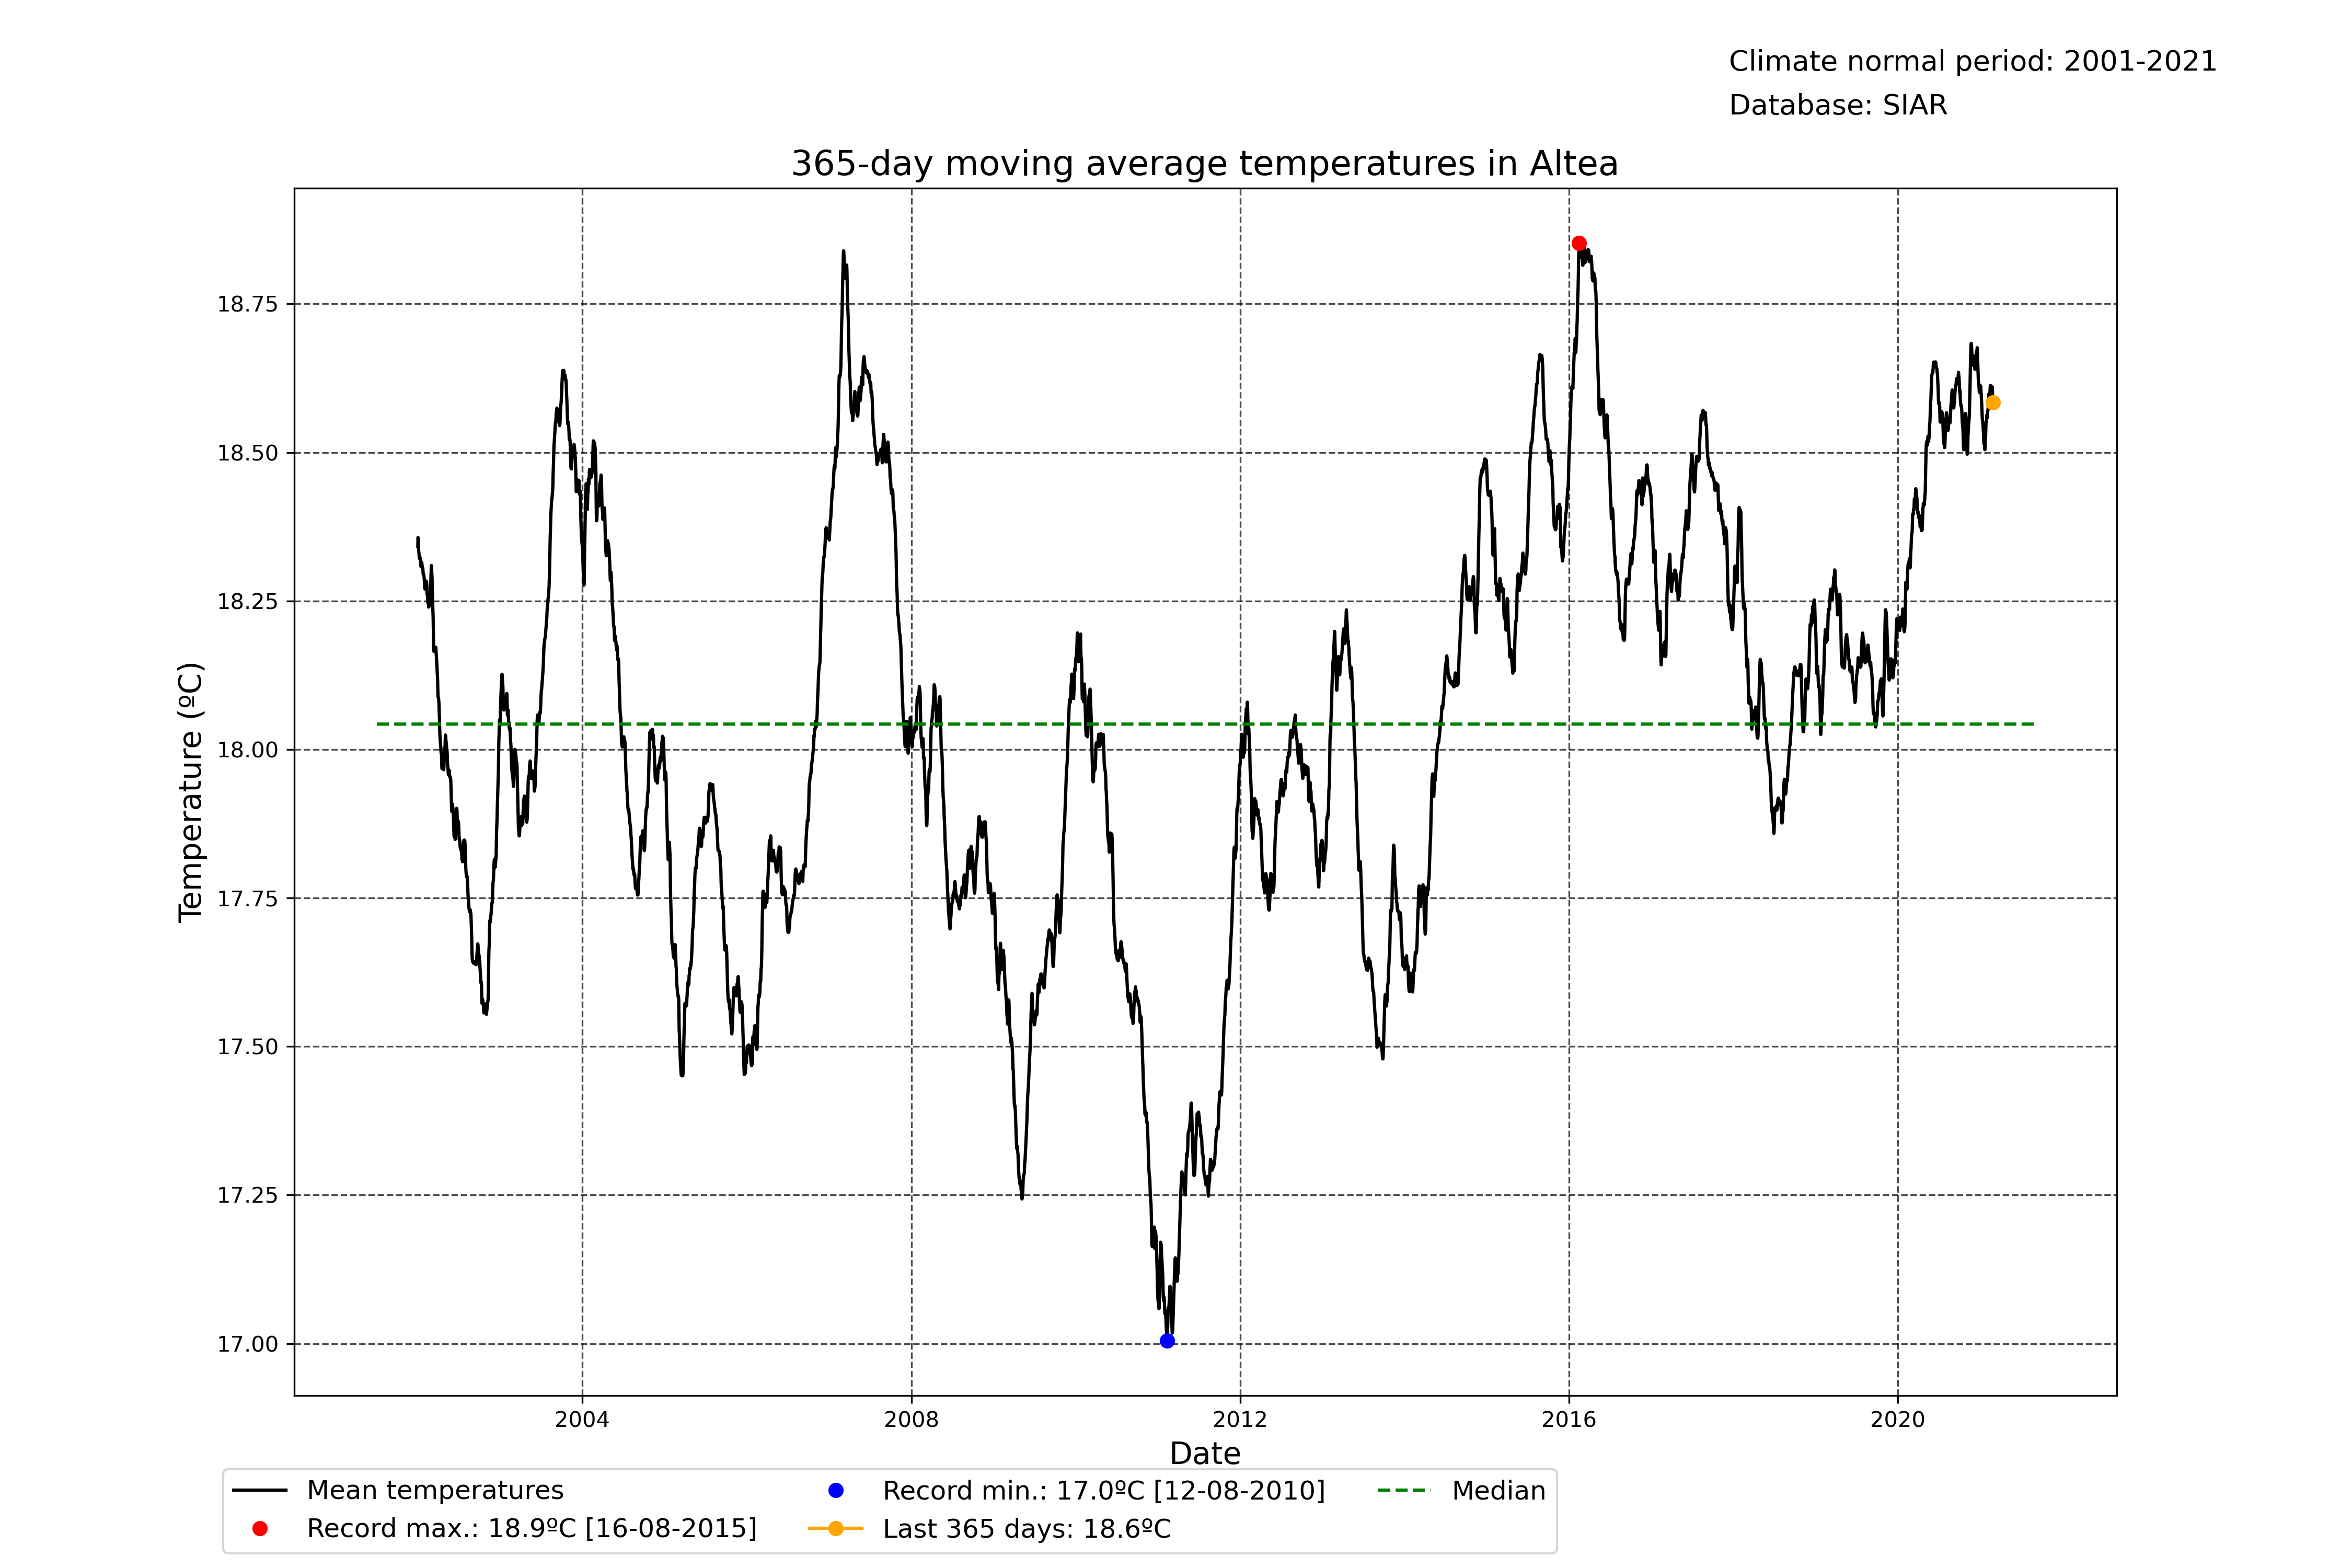 Climate normal period: 2001-2021
Database: SIAR
365-day moving average temperatures in Altea
Temperature (ºC)
18.75
18.50
18.25
18.00
17.75
17.50
17.25
17.00
2004 2008 2012 2016 2020
Date
Mean temperatures
Record max.: 18.9ºC [16-08-2015]
Record min.: 17.0ºC [12-08-2010]
Last 365 days: 18.6ºC
Median